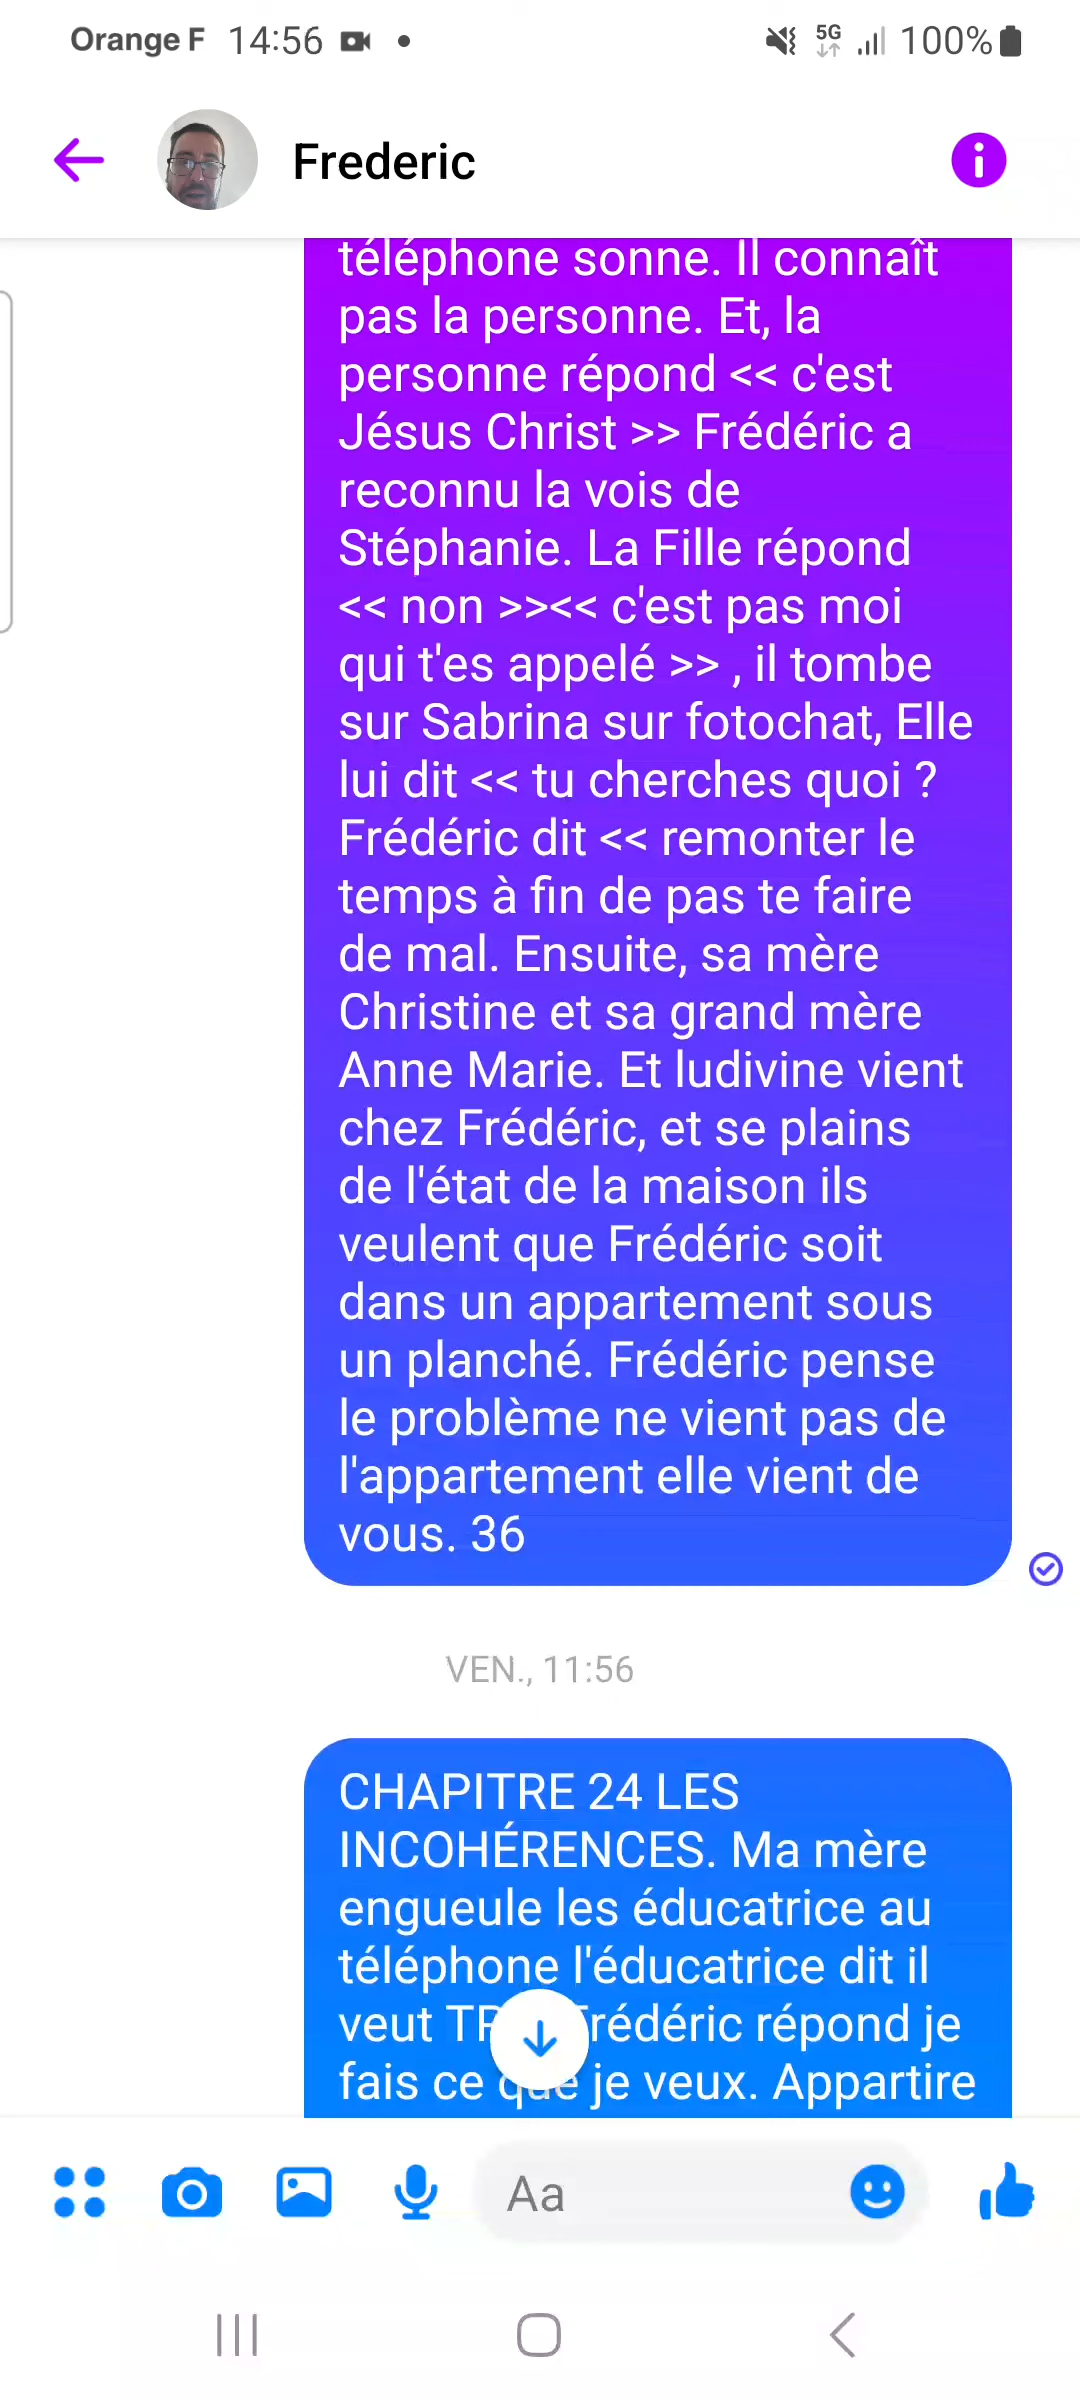 Orange F 14:56 5G 100%
Frederic
téléphone sonne. Il connaît
pas la personne. Et, la
personne répond << c'est
Jésus Christ >> Frédéric a
reconnu la vois de
Stéphanie. La Fille répond
<< non >><< c'est pas moi
qui t'es appelé >> , il tombe
sur Sabrina sur fotochat, Elle
lui dit << tu cherches quoi ?
Frédéric dit << remonter le
temps à fin de pas te faire
de mal. Ensuite, sa mère
Christine et sa grand mère
Anne Marie. Et ludivine vient
chez Frédéric, et se plains
de l'état de la maison ils
veulent que Frédéric soit
dans un appartement sous
un planché. Frédéric pense
le problème ne vient pas de
l'appartement elle vient de
vous. 36
VEN., 11:56
CHAPITRE 24 LES
INCOHÉRENCES. Ma mère
engueule les éducatrice au
téléphone l'éducatrice dit il
veut rédéric répond je
fais ce que je veux. Appartire
Aa